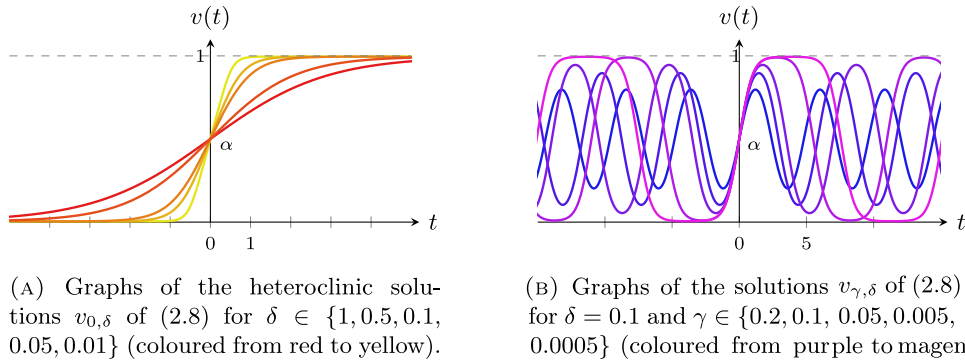 v(t)
1
α
t
0 1
(A) Graphs of the heteroclinic solu-
tions v₀,δ of (2.8) for δ ∈ {1, 0.5, 0.1,
0.05, 0.01} (coloured from red to yellow).
v(t)
1
α
t
0 5
(B) Graphs of the solutions vγ,δ of (2.8)
for δ = 0.1 and γ ∈ {0.2, 0.1, 0.05, 0.005,
0.0005} (coloured from purple to magen